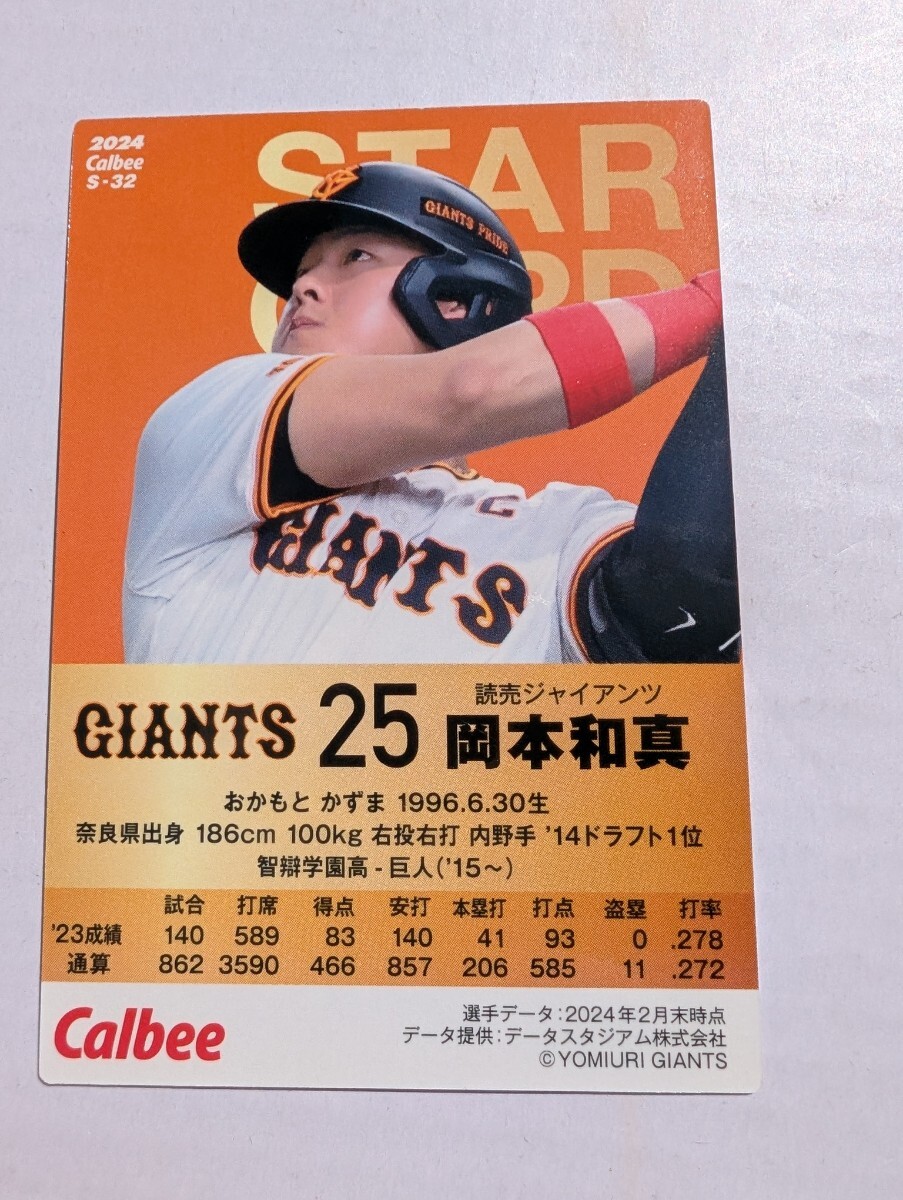 2024
Calbee
S-32
STAR
CARD
GIANTS PRIDE
GIANTS
GIANTS 25 読売ジャイアンツ
岡本和真
おかもと かずま 1996.6.30生
奈良県出身 186cm 100kg 右投右打 内野手 '14ドラフト1位
智辯学園高 - 巨人('15～)
試合 打席 得点 安打 本塁打 打点 盗塁 打率
'23成績 140 589 83 140 41 93 0 .278
通算 862 3590 466 857 206 585 11 .272
Calbee
選手データ:2024年2月末時点
データ提供:データスタジアム株式会社
©YOMIURI GIANTS